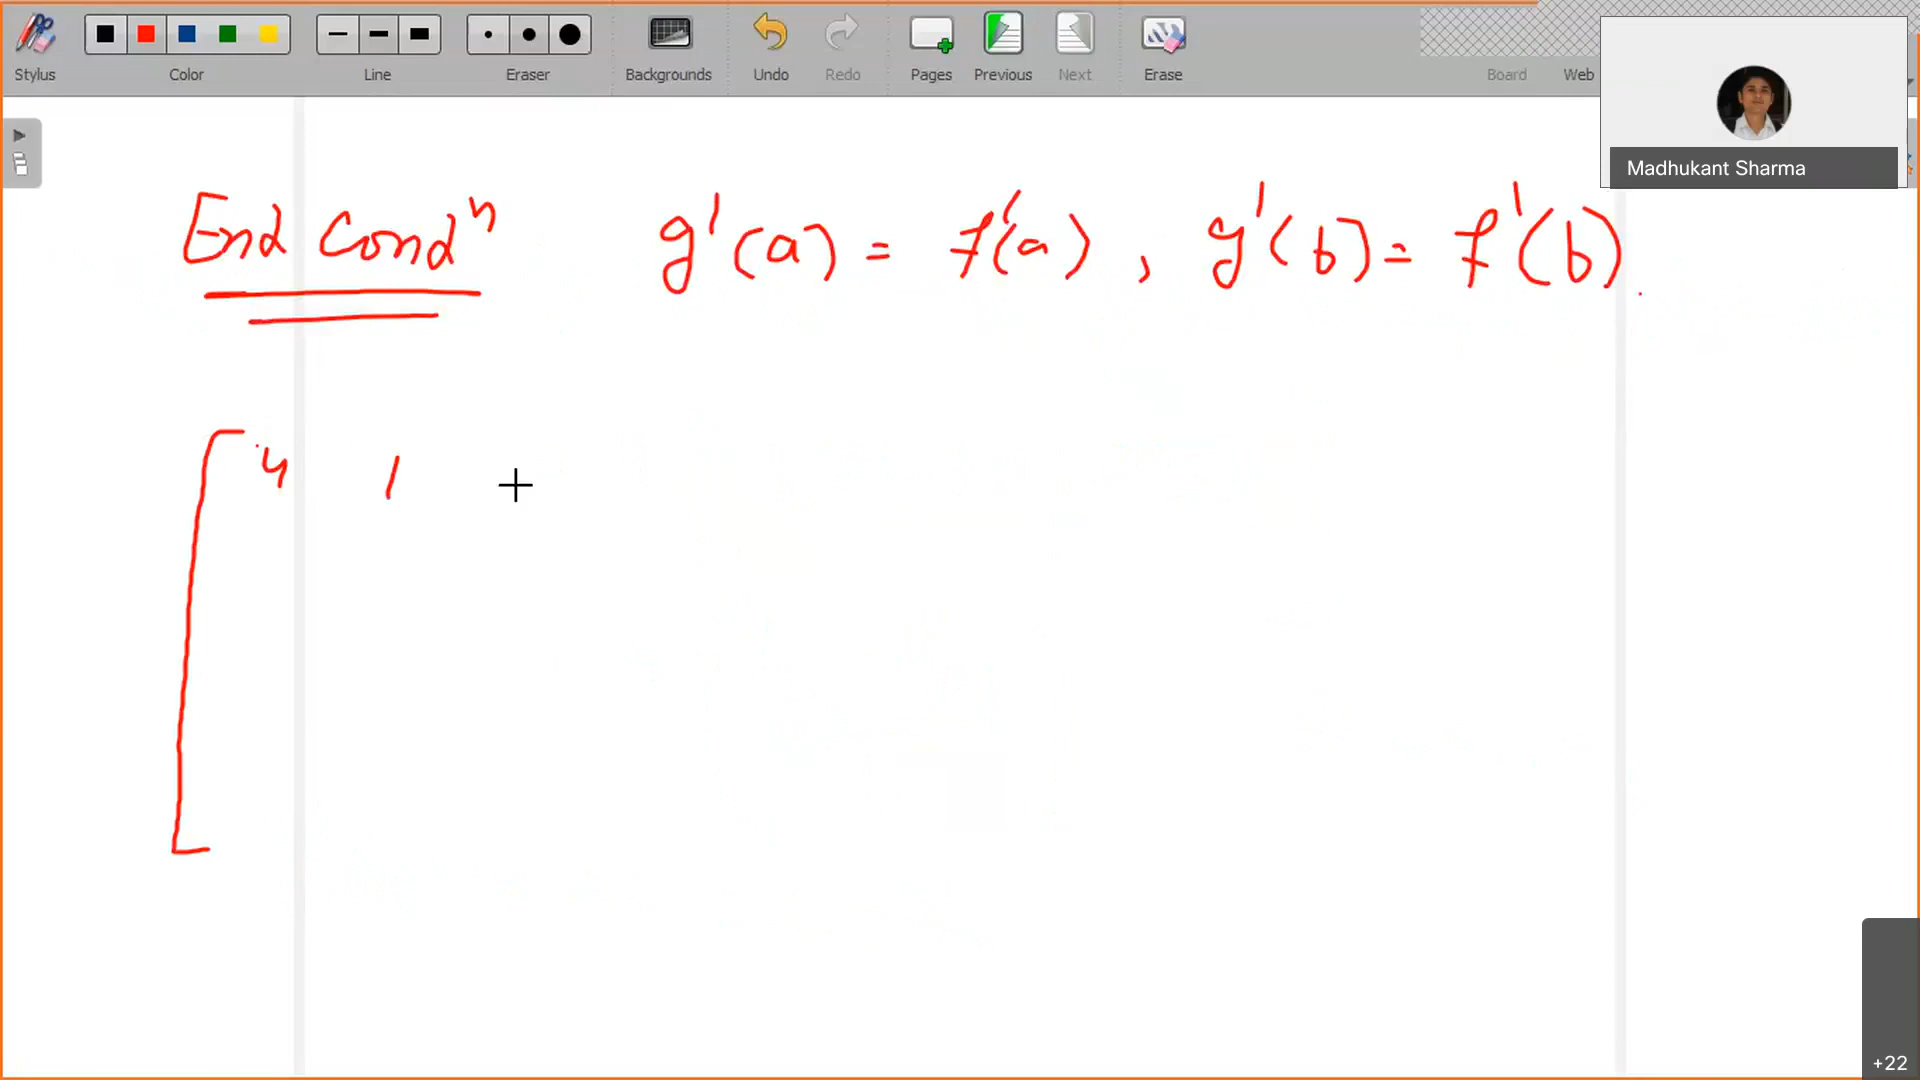 Stylus Color Line Eraser Backgrounds Undo Redo Pages Previous Next Erase Board Web
Madhukant Sharma
End Condⁿ g'(a) = f'(a) , g'(b) = f'(b).
4 1
+22